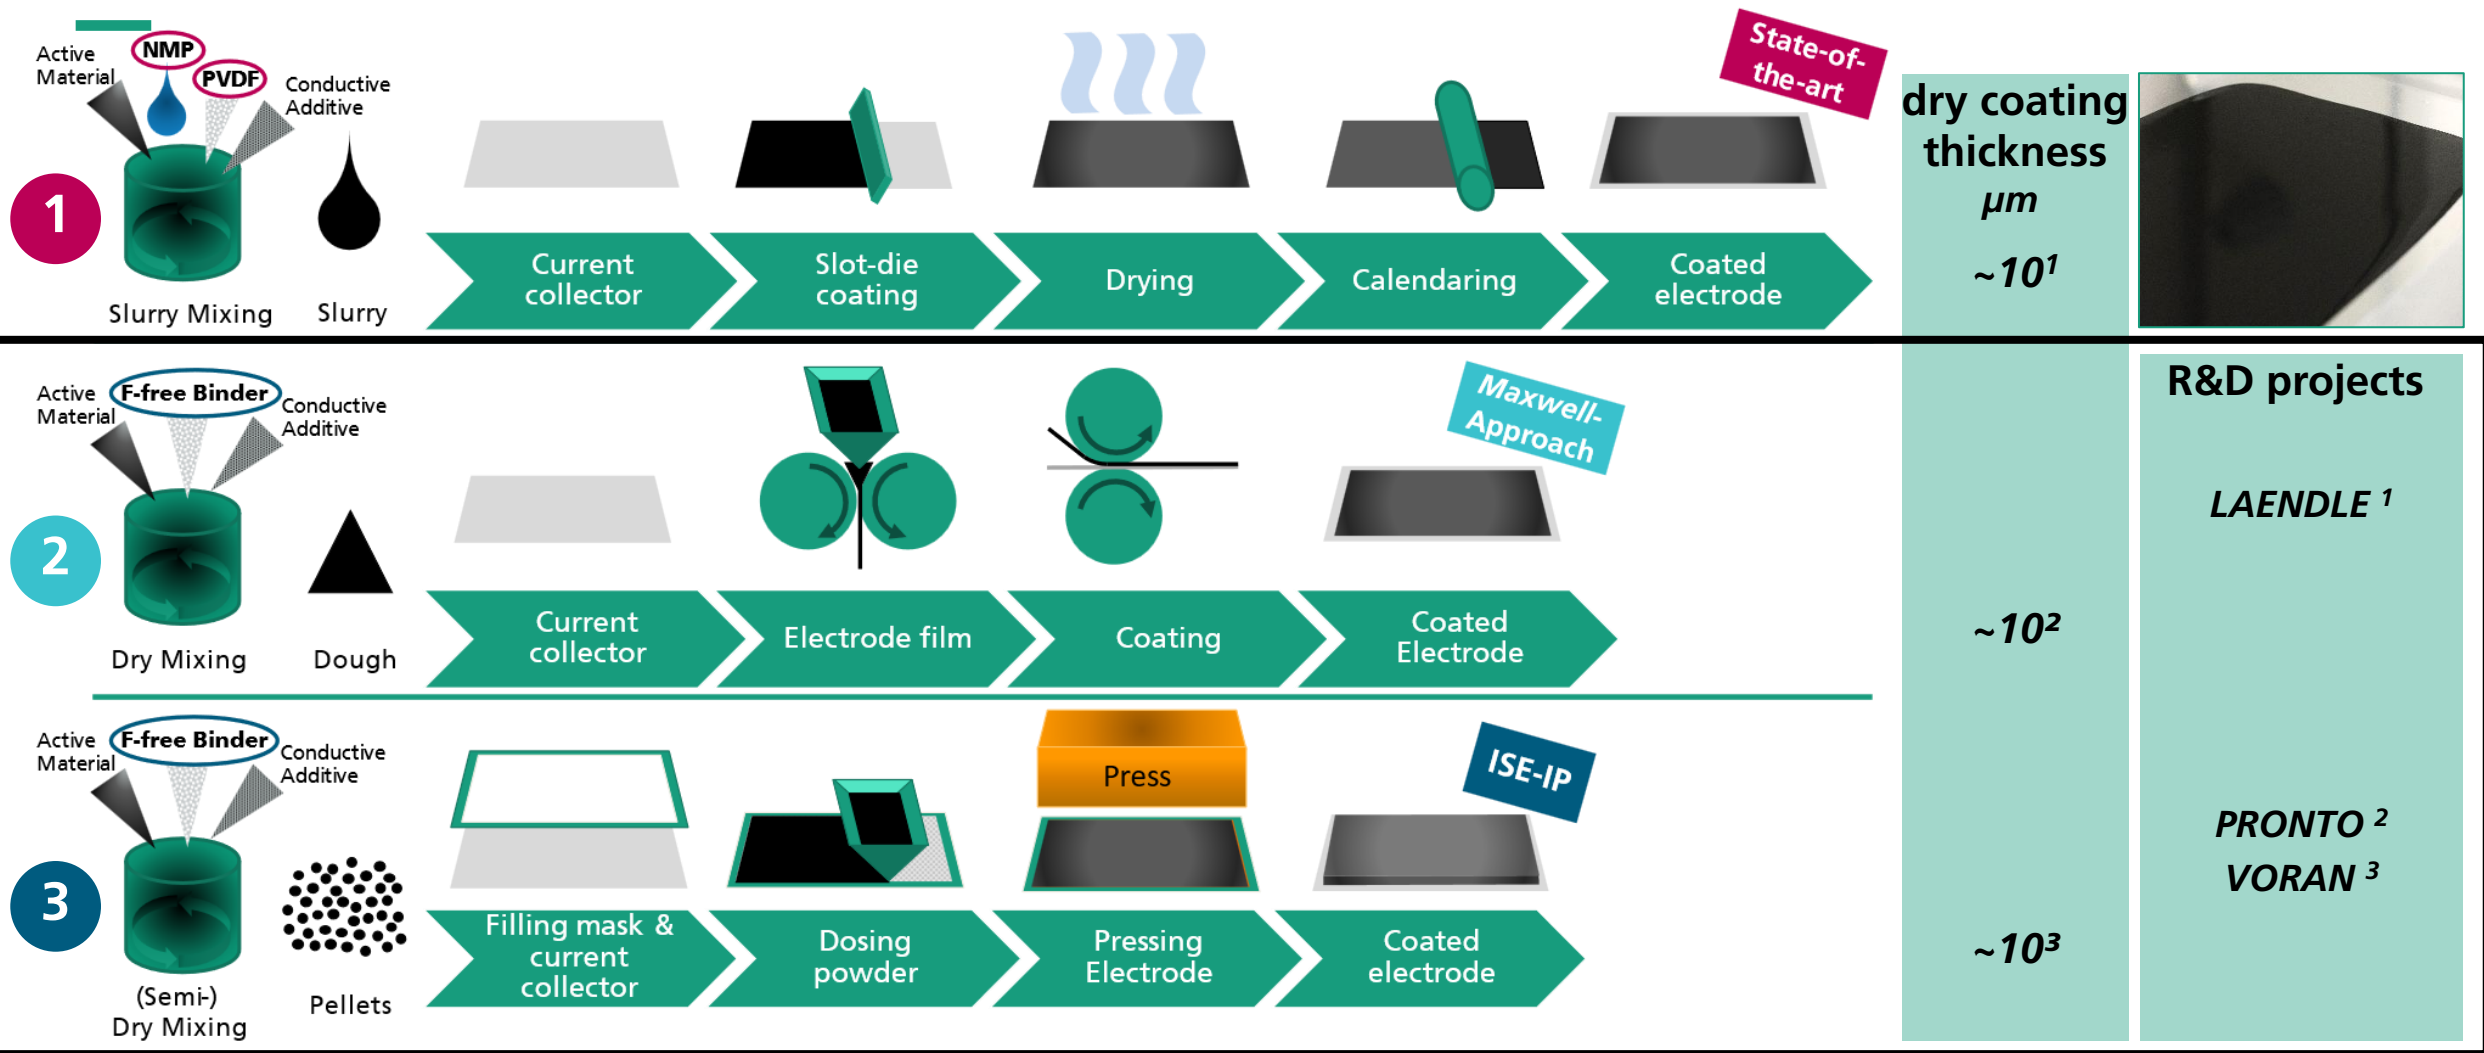 Active
Material
NMP
PVDF
Conductive
Additive
1
Slurry Mixing
Slurry
Current
collector
Slot-die
coating
Drying
Calendaring
Coated
electrode
State-of-
the-art
dry coating
thickness
µm
~10¹
Active
Material
F-free Binder
Conductive
Additive
2
Dry Mixing
Dough
Current
collector
Electrode film
Coating
Coated
Electrode
Maxwell-
Approach
~10²
R&D projects
LAENDLE ¹
Active
Material
F-free Binder
Conductive
Additive
3
(Semi-)
Dry Mixing
Pellets
Filling mask &
current
collector
Dosing
powder
Press
Pressing
Electrode
Coated
electrode
ISE-IP
~10³
PRONTO ²
VORAN ³